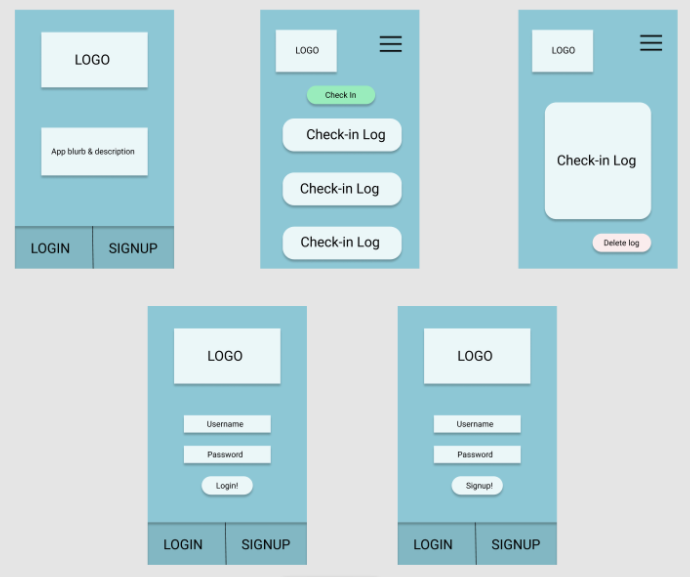 LOGO
App blurb & description
LOGIN SIGNUP
LOGO
Check In
Check-in Log
Check-in Log
Check-in Log
LOGO
Check-in Log
Delete log
LOGO
Username
Password
Login!
LOGIN SIGNUP
LOGO
Username
Password
Signup!
LOGIN SIGNUP